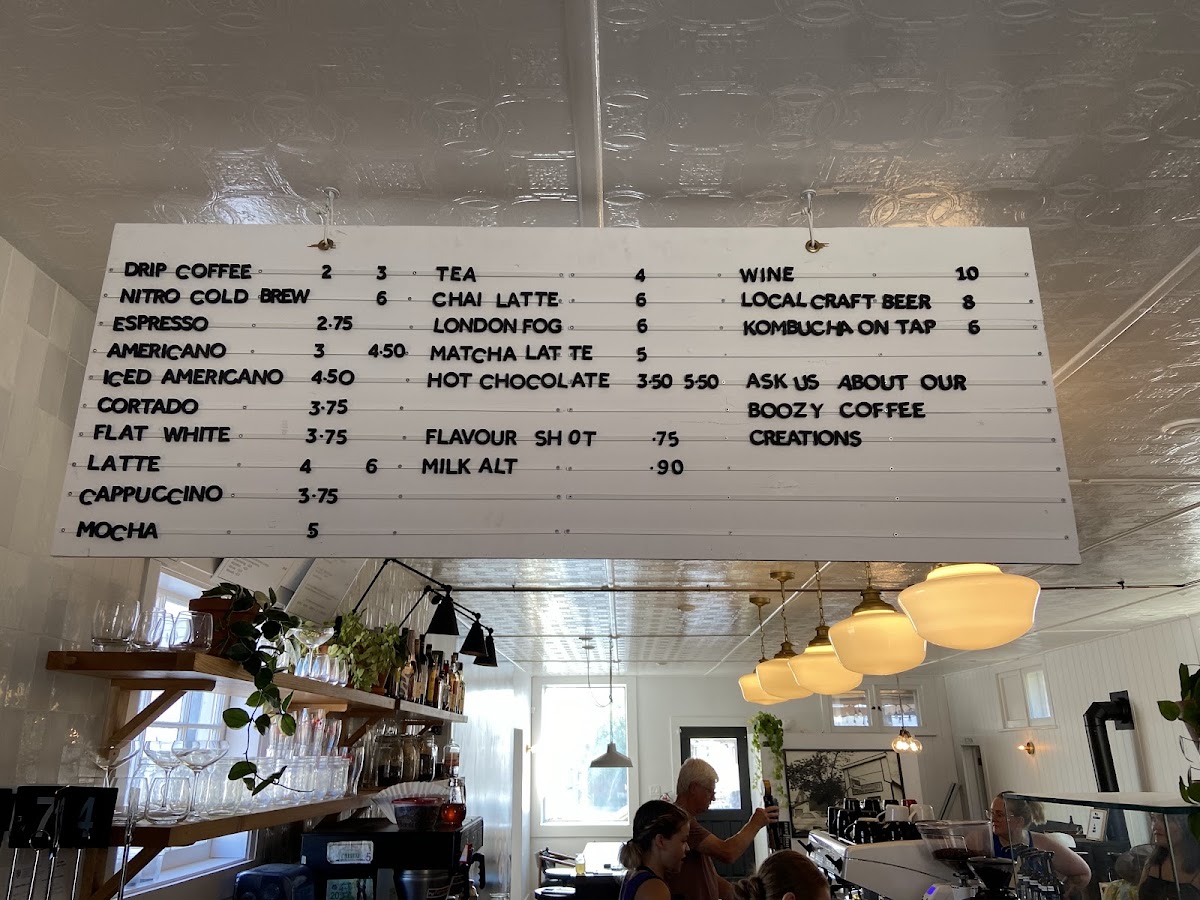 DRIP COFFEE 2 3
NITRO COLD BREW 6
ESPRESSO 2.75
AMERICANO 3 4.50
ICED AMERICANO 4.50
CORTADO 3.75
FLAT WHITE 3.75
LATTE 4 6
CAPPUCCINO 3.75
MOCHA 5
TEA 4
CHAI LATTE 6
LONDON FOG 6
MATCHA LATTE 5
HOT CHOCOLATE 3.50 5.50
FLAVOUR SHOT .75
MILK ALT .90
WINE 10
LOCAL CRAFT BEER 8
KOMBUCHA ON TAP 6
ASK US ABOUT OUR
BOOZY COFFEE
CREATIONS
74